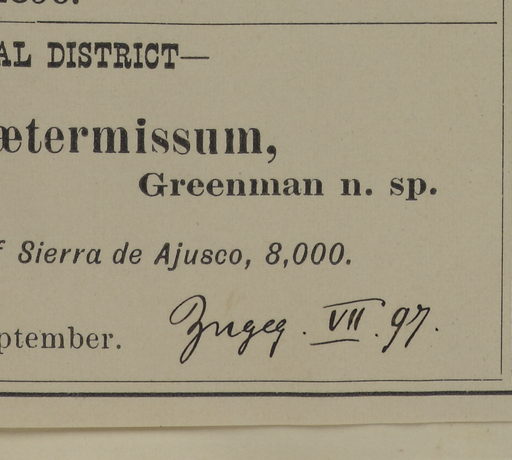 AL DISTRICT—
ætermissum,
Greenman n. sp.
Sierra de Ajusco, 8,000.
ptember. Zugeg. VII. 97.